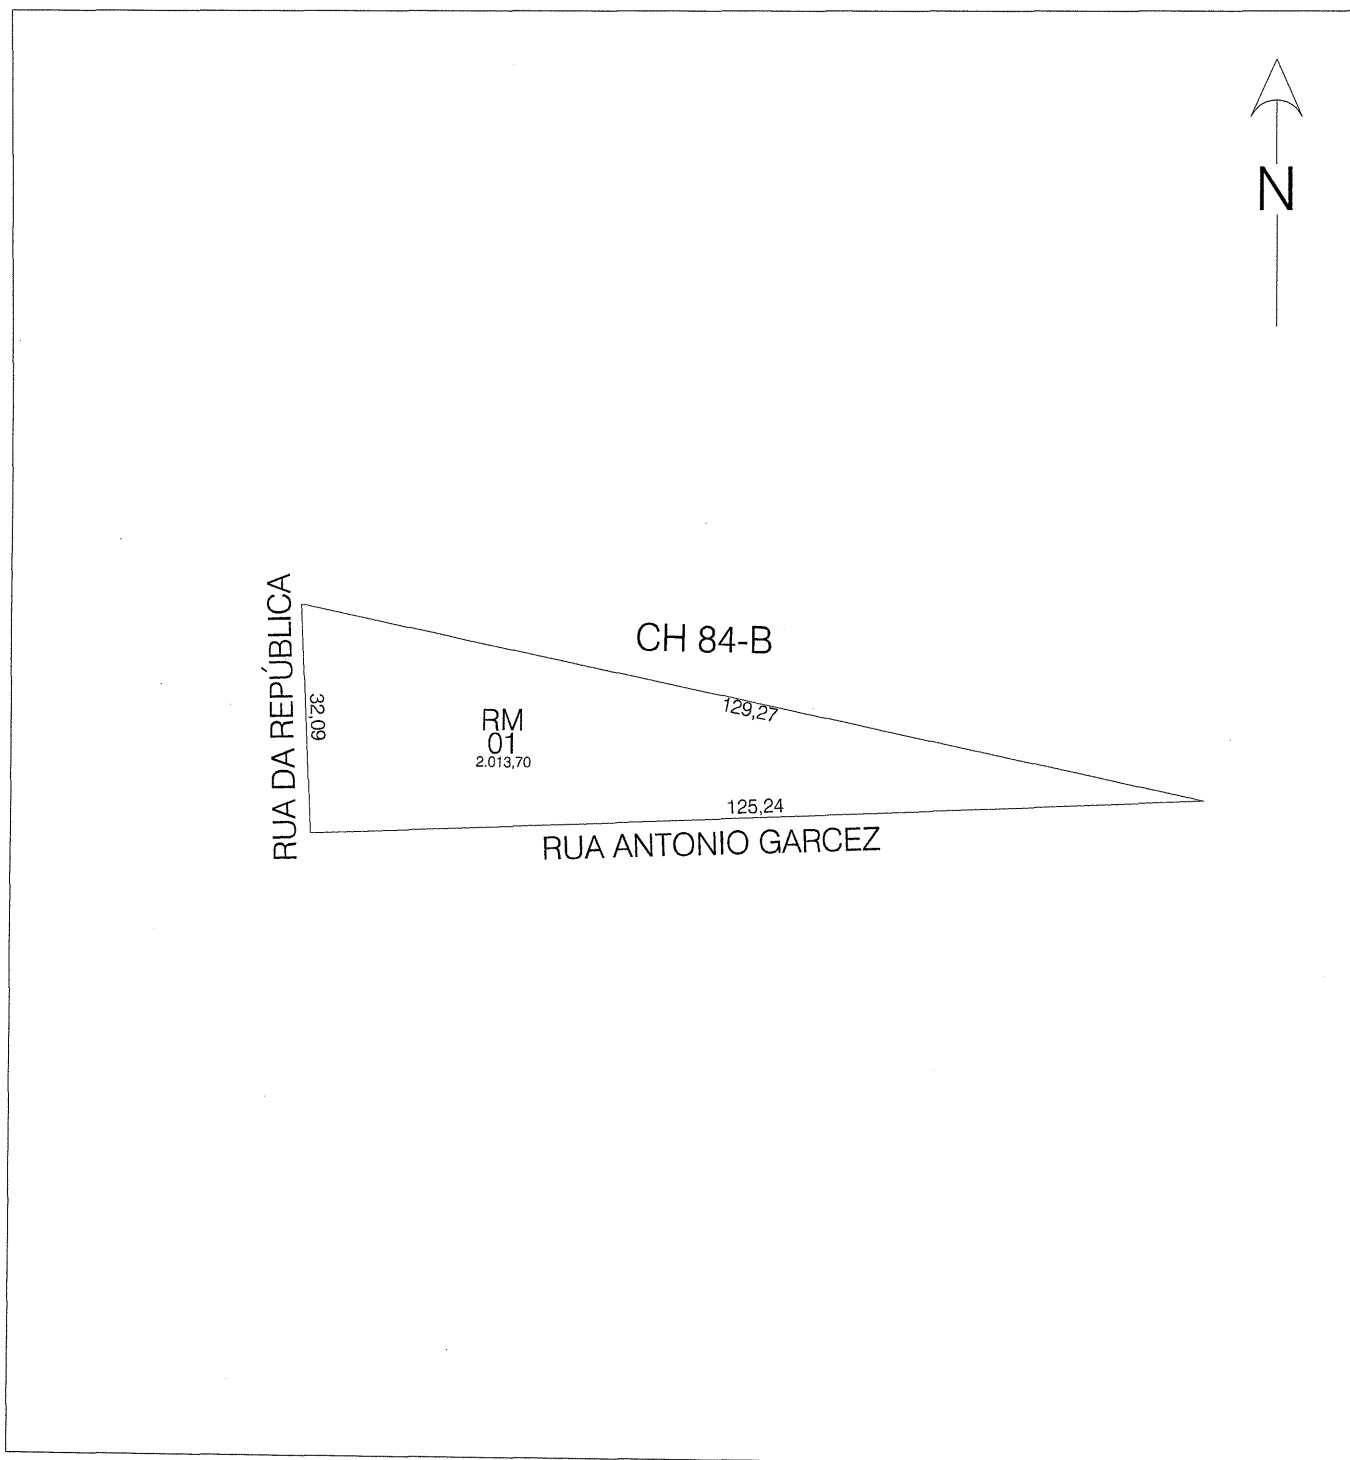 N
CH 84-B
129,27
RUA DA REPÚBLICA
32,09
RM
01
2.013,70
125,24
RUA ANTONIO GARCEZ